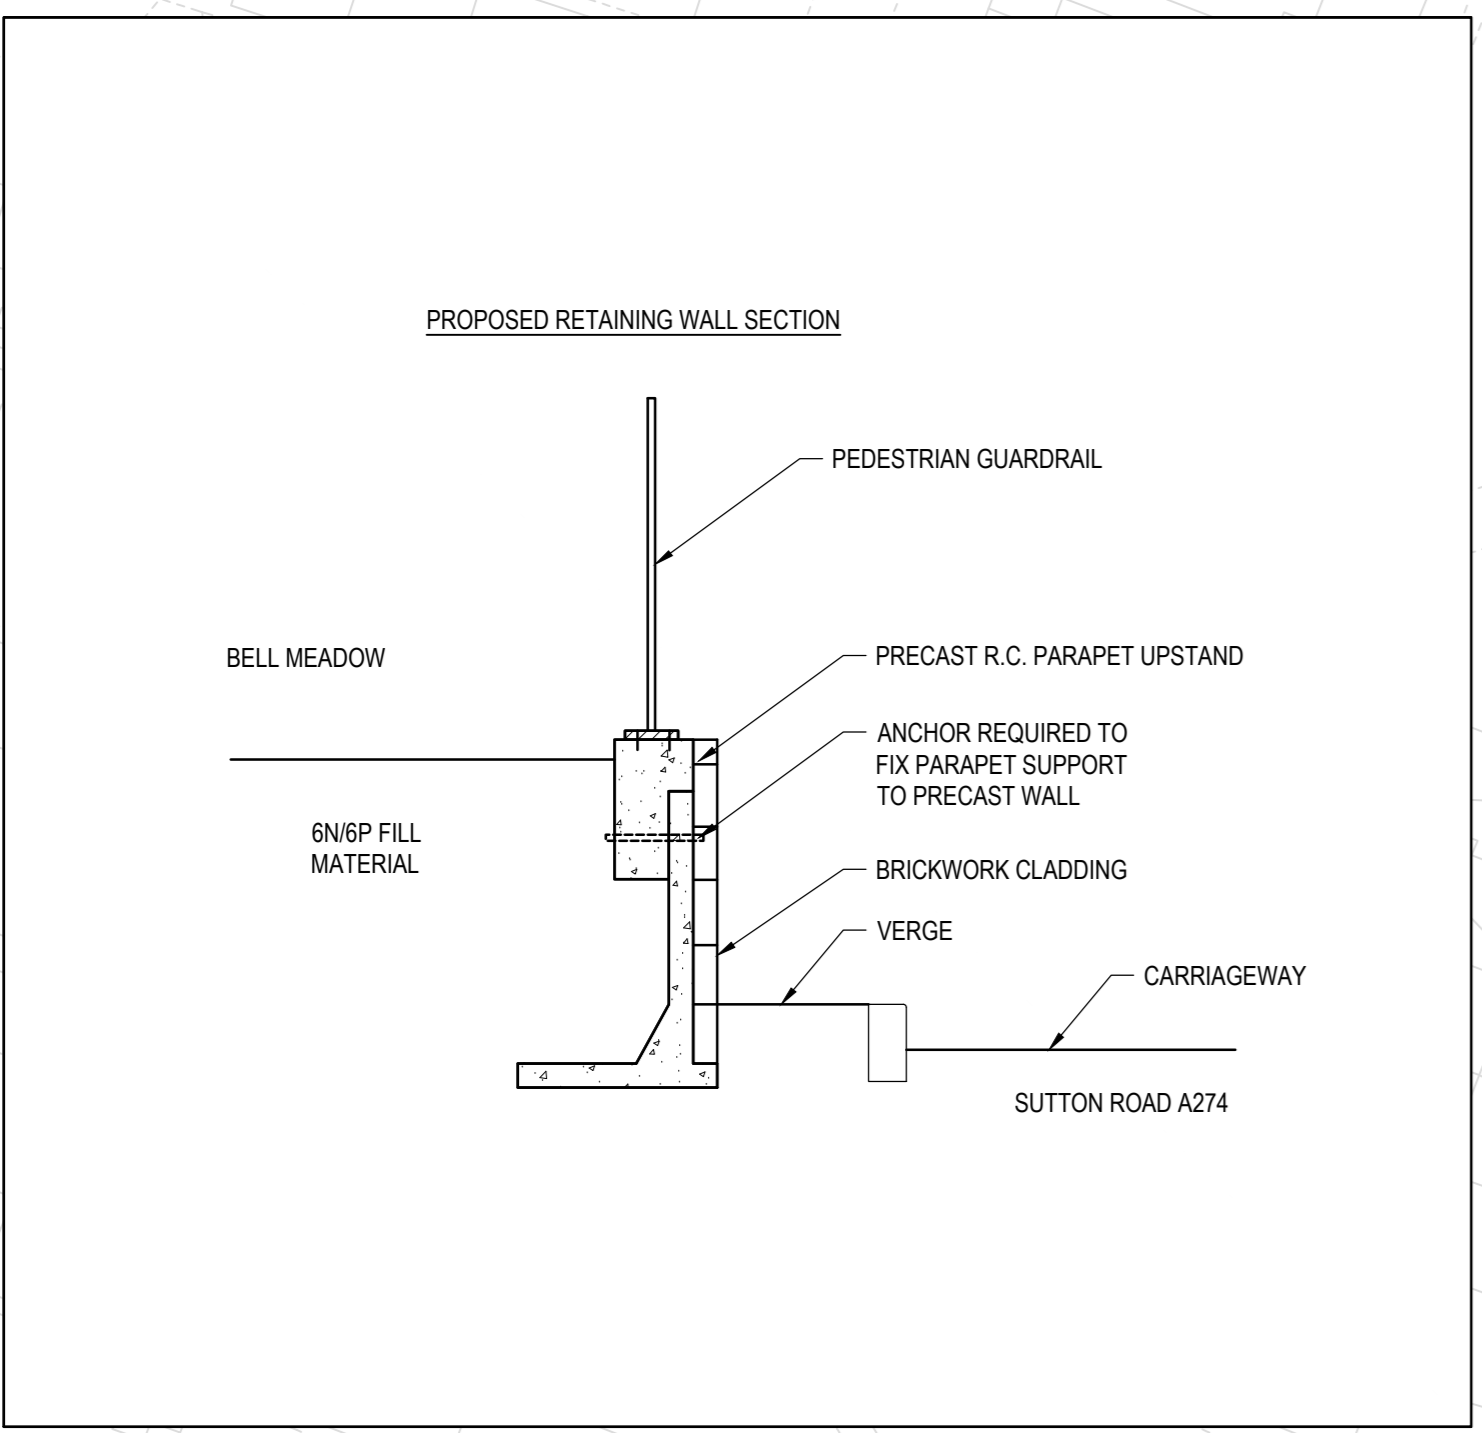 PROPOSED RETAINING WALL SECTION
PEDESTRIAN GUARDRAIL
BELL MEADOW
PRECAST R.C. PARAPET UPSTAND
ANCHOR REQUIRED TO
FIX PARAPET SUPPORT
TO PRECAST WALL
6N/6P FILL
MATERIAL
BRICKWORK CLADDING
VERGE
CARRIAGEWAY
SUTTON ROAD A274